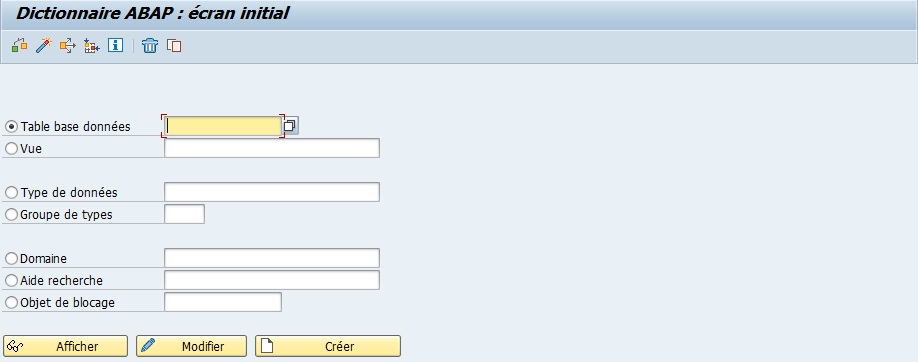 Dictionnaire ABAP : écran initial
Table base données
Vue
Type de données
Groupe de types
Domaine
Aide recherche
Objet de blocage
Afficher Modifier Créer